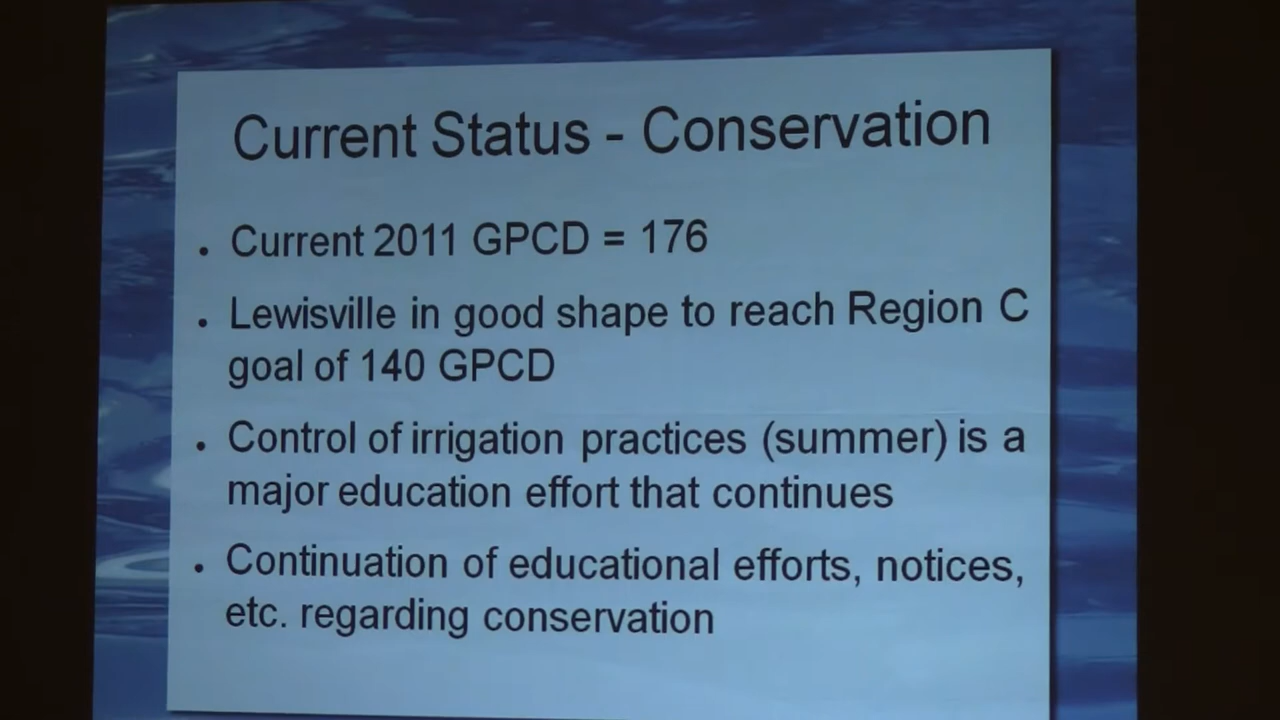 Current Status - Conservation
. Current 2011 GPCD = 176
. Lewisville in good shape to reach Region C
goal of 140 GPCD
. Control of irrigation practices (summer) is a
major education effort that continues
. Continuation of educational efforts, notices,
etc. regarding conservation